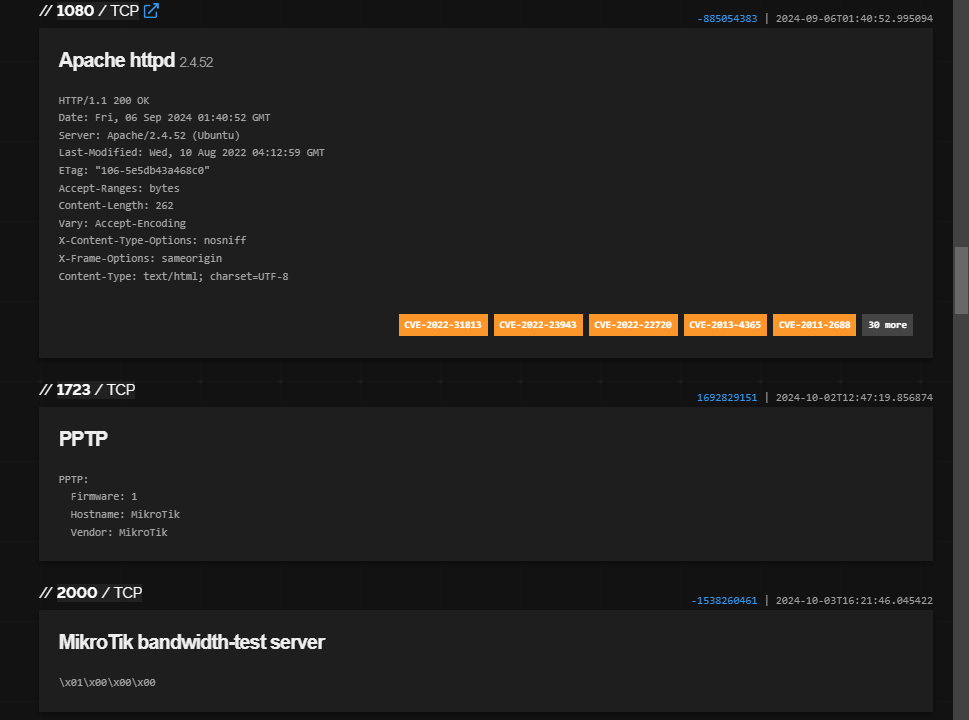 // 1080 / TCP
-885054383 | 2024-09-06T01:40:52.995094
Apache httpd 2.4.52
HTTP/1.1 200 OK
Date: Fri, 06 Sep 2024 01:40:52 GMT
Server: Apache/2.4.52 (Ubuntu)
Last-Modified: Wed, 10 Aug 2022 04:12:59 GMT
ETag: "106-5e5db43a468c0"
Accept-Ranges: bytes
Content-Length: 262
Vary: Accept-Encoding
X-Content-Type-Options: nosniff
X-Frame-Options: sameorigin
Content-Type: text/html; charset=UTF-8
CVE-2022-31813 CVE-2022-23943 CVE-2022-22720 CVE-2013-4365 CVE-2011-2688 30 more
// 1723 / TCP
1692829151 | 2024-10-02T12:47:19.856874
PPTP
PPTP:
Firmware: 1
Hostname: MikroTik
Vendor: MikroTik
// 2000 / TCP
-1538260461 | 2024-10-03T16:21:46.045422
MikroTik bandwidth-test server
\x01\x00\x00\x00